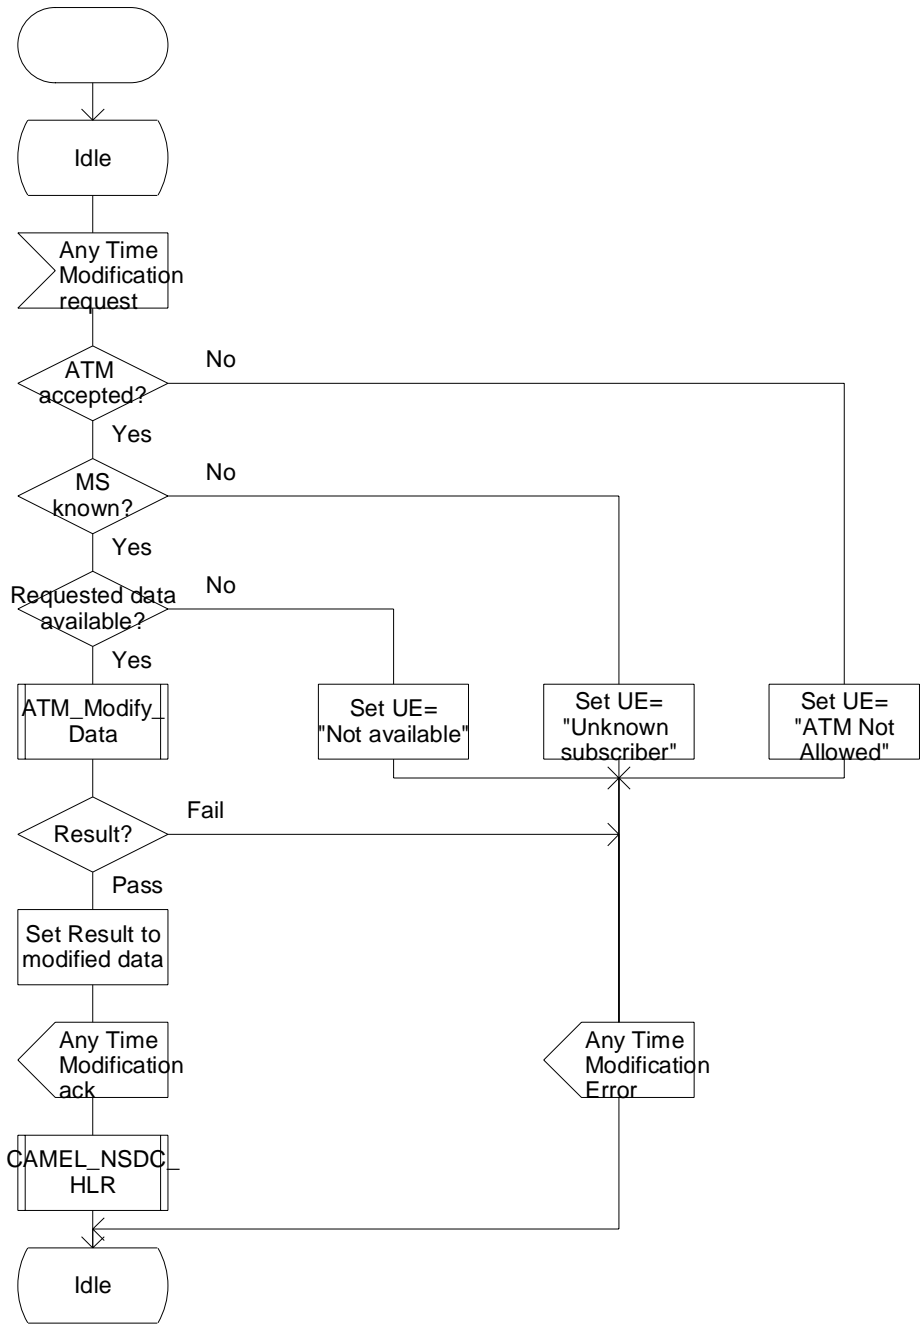 Idle
Any Time
Modification
request
ATM
accepted?
No
Yes
MS
known?
No
Yes
Requested data
available?
No
Yes
ATM_Modify_
Data
Set UE=
"Not available"
Set UE=
"Unknown
subscriber"
Set UE=
"ATM Not
Allowed"
Result?
Fail
Pass
Set Result to
modified data
Any Time
Modification
ack
Any Time
Modification
Error
CAMEL_NSDC_
HLR
Idle